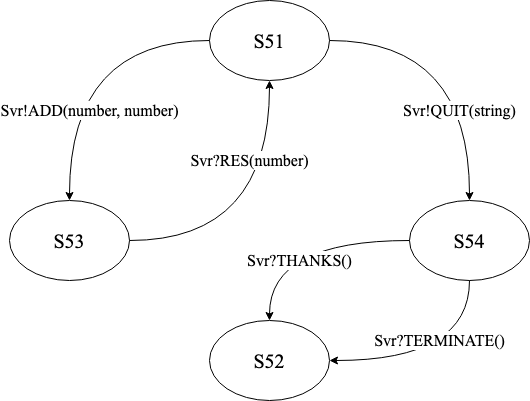 S51
Svr!ADD(number, number)
Svr!QUIT(string)
Svr?RES(number)
S53
S54
Svr?THANKS()
Svr?TERMINATE()
S52